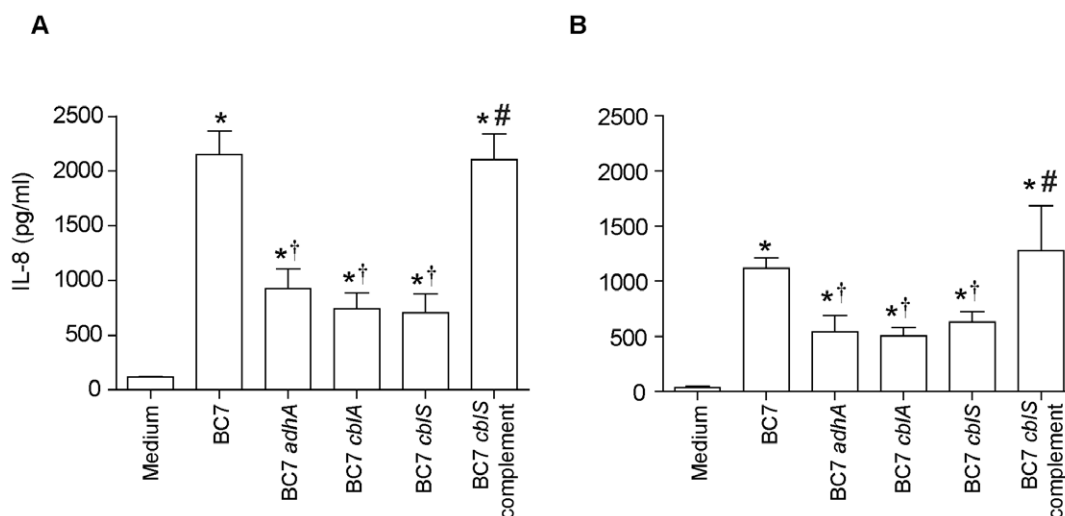 A
IL-8 (pg/ml)
2500
2000
1500
1000
500
0
*
*†
*†
*†
*#
Medium
BC7
BC7 adhA
BC7 cblA
BC7 cblS
BC7 cblS
complement
B
2500
2000
1500
1000
500
0
*
*†
*†
*†
*#
Medium
BC7
BC7 adhA
BC7 cblA
BC7 cblS
BC7 cblS
complement